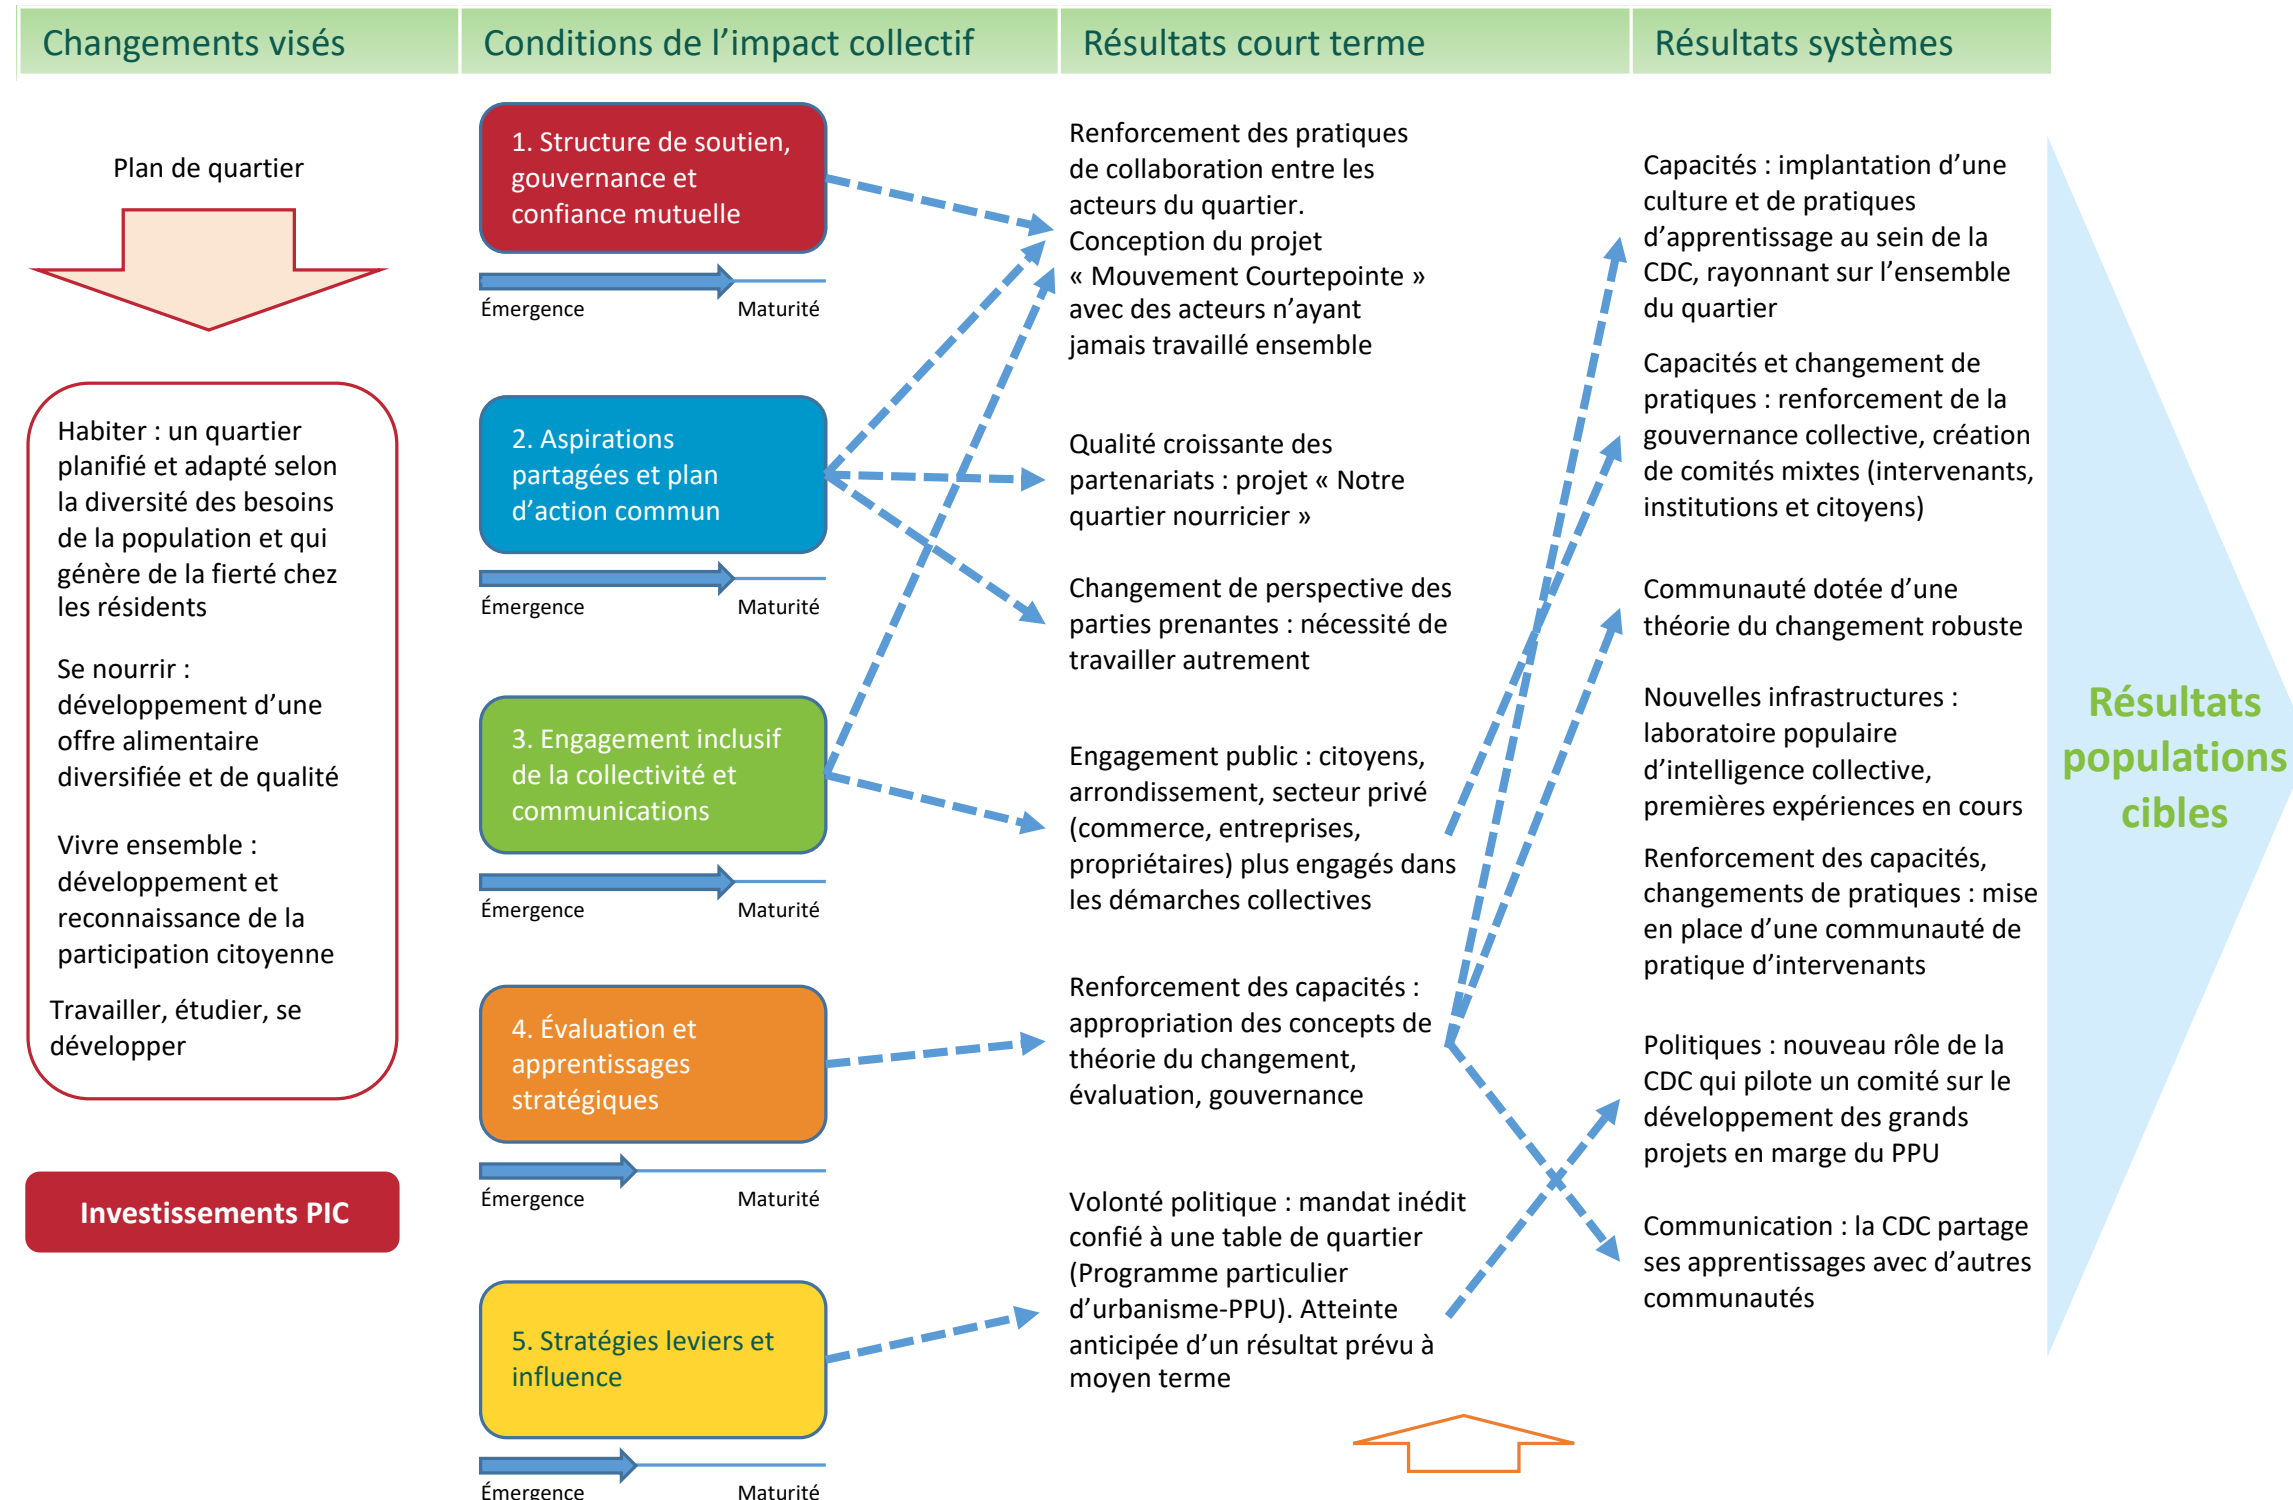 Changements visés
Conditions de l’impact collectif
Résultats court terme
Résultats systèmes
Plan de quartier
Habiter : un quartier
planifié et adapté selon
la diversité des besoins
de la population et qui
génère de la fierté chez
les résidents
Se nourrir :
développement d’une
offre alimentaire
diversifiée et de qualité
Vivre ensemble :
développement et
reconnaissance de la
participation citoyenne
Travailler, étudier, se
développer
Investissements PIC
1. Structure de soutien,
gouvernance et
confiance mutuelle
Émergence
Maturité
2. Aspirations
partagées et plan
d’action commun
Émergence
Maturité
3. Engagement inclusif
de la collectivité et
communications
Émergence
Maturité
4. Évaluation et
apprentissages
stratégiques
Émergence
Maturité
5. Stratégies leviers et
influence
Émergence
Maturité
Renforcement des pratiques
de collaboration entre les
acteurs du quartier.
Conception du projet
« Mouvement Courtepointe »
avec des acteurs n’ayant
jamais travaillé ensemble
Qualité croissante des
partenariats : projet « Notre
quartier nourricier »
Changement de perspective des
parties prenantes : nécessité de
travailler autrement
Engagement public : citoyens,
arrondissement, secteur privé
(commerce, entreprises,
propriétaires) plus engagés dans
les démarches collectives
Renforcement des capacités :
appropriation des concepts de
théorie du changement,
évaluation, gouvernance
Volonté politique : mandat inédit
confié à une table de quartier
(Programme particulier
d’urbanisme-PPU). Atteinte
anticipée d’un résultat prévu à
moyen terme
Capacités : implantation d’une
culture et de pratiques
d’apprentissage au sein de la
CDC, rayonnant sur l’ensemble
du quartier
Capacités et changement de
pratiques : renforcement de la
gouvernance collective, création
de comités mixtes (intervenants,
institutions et citoyens)
Communauté dotée d’une
théorie du changement robuste
Nouvelles infrastructures :
laboratoire populaire
d’intelligence collective,
premières expériences en cours
Renforcement des capacités,
changements de pratiques : mise
en place d’une communauté de
pratique d’intervenants
Politiques : nouveau rôle de la
CDC qui pilote un comité sur le
développement des grands
projets en marge du PPU
Communication : la CDC partage
ses apprentissages avec d’autres
communautés
Résultats
populations
cibles